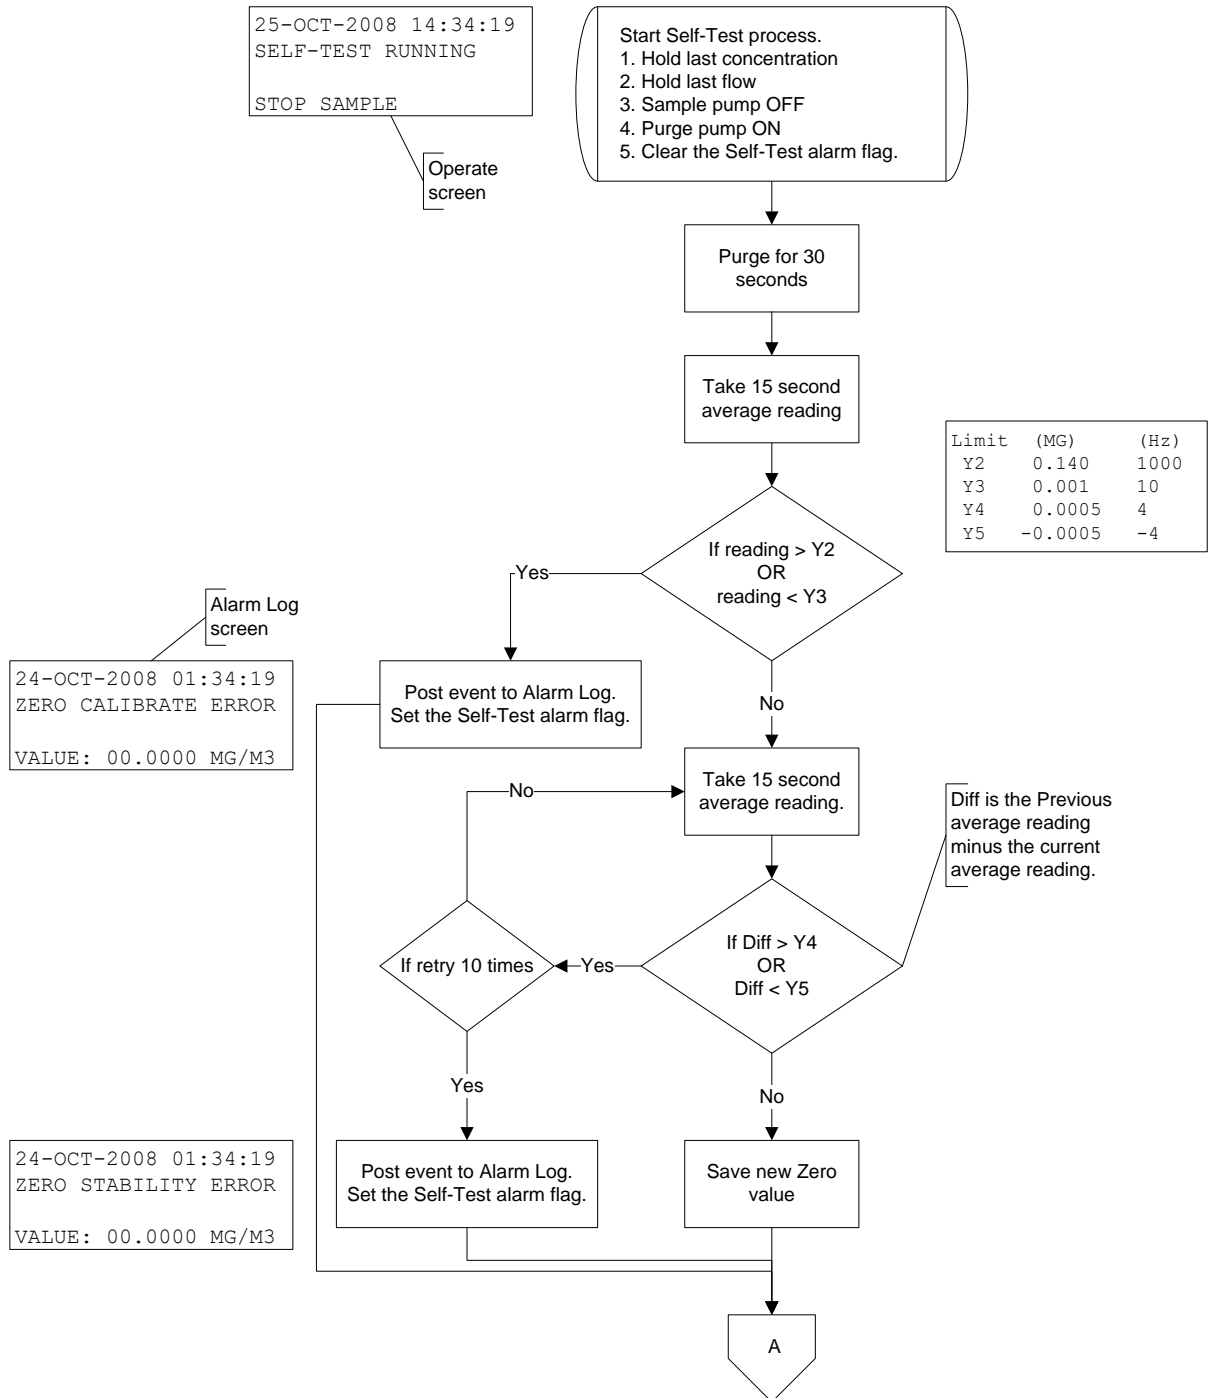 25-OCT-2008 14:34:19
SELF-TEST RUNNING
STOP SAMPLE
Operate
screen
Start Self-Test process.
1. Hold last concentration
2. Hold last flow
3. Sample pump OFF
4. Purge pump ON
5. Clear the Self-Test alarm flag.
Purge for 30
seconds
Take 15 second
average reading
Limit (MG) (Hz)
Y2 0.140 1000
Y3 0.001 10
Y4 0.0005 4
Y5 -0.0005 -4
If reading > Y2
OR
reading < Y3
Yes
No
Alarm Log
screen
24-OCT-2008 01:34:19
ZERO CALIBRATE ERROR
VALUE: 00.0000 MG/M3
Post event to Alarm Log.
Set the Self-Test alarm flag.
Take 15 second
average reading.
No
Diff is the Previous
average reading
minus the current
average reading.
If Diff > Y4
OR
Diff < Y5
Yes
If retry 10 times
Yes
No
24-OCT-2008 01:34:19
ZERO STABILITY ERROR
VALUE: 00.0000 MG/M3
Post event to Alarm Log.
Set the Self-Test alarm flag.
Save new Zero
value
A